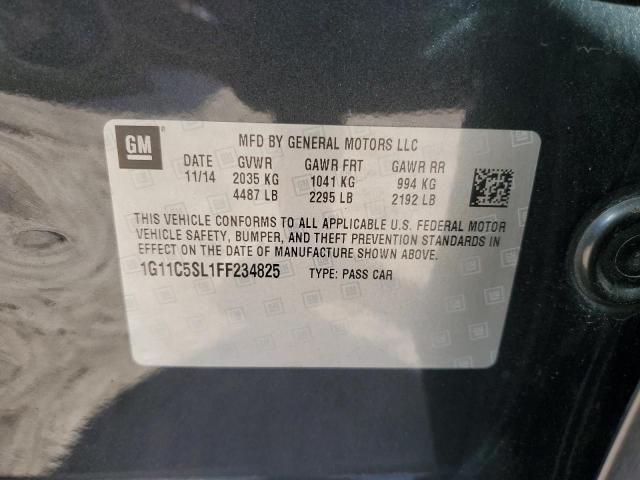 GM
®
MFD BY GENERAL MOTORS LLC
DATE GVWR GAWR FRT GAWR RR
11/14 2035 KG 1041 KG 994 KG
4487 LB 2295 LB 2192 LB
THIS VEHICLE CONFORMS TO ALL APPLICABLE U.S. FEDERAL MOTOR
VEHICLE SAFETY, BUMPER, AND THEFT PREVENTION STANDARDS IN
EFFECT ON THE DATE OF MANUFACTURE SHOWN ABOVE.
1G11C5SL1FF234825 TYPE: PASS CAR